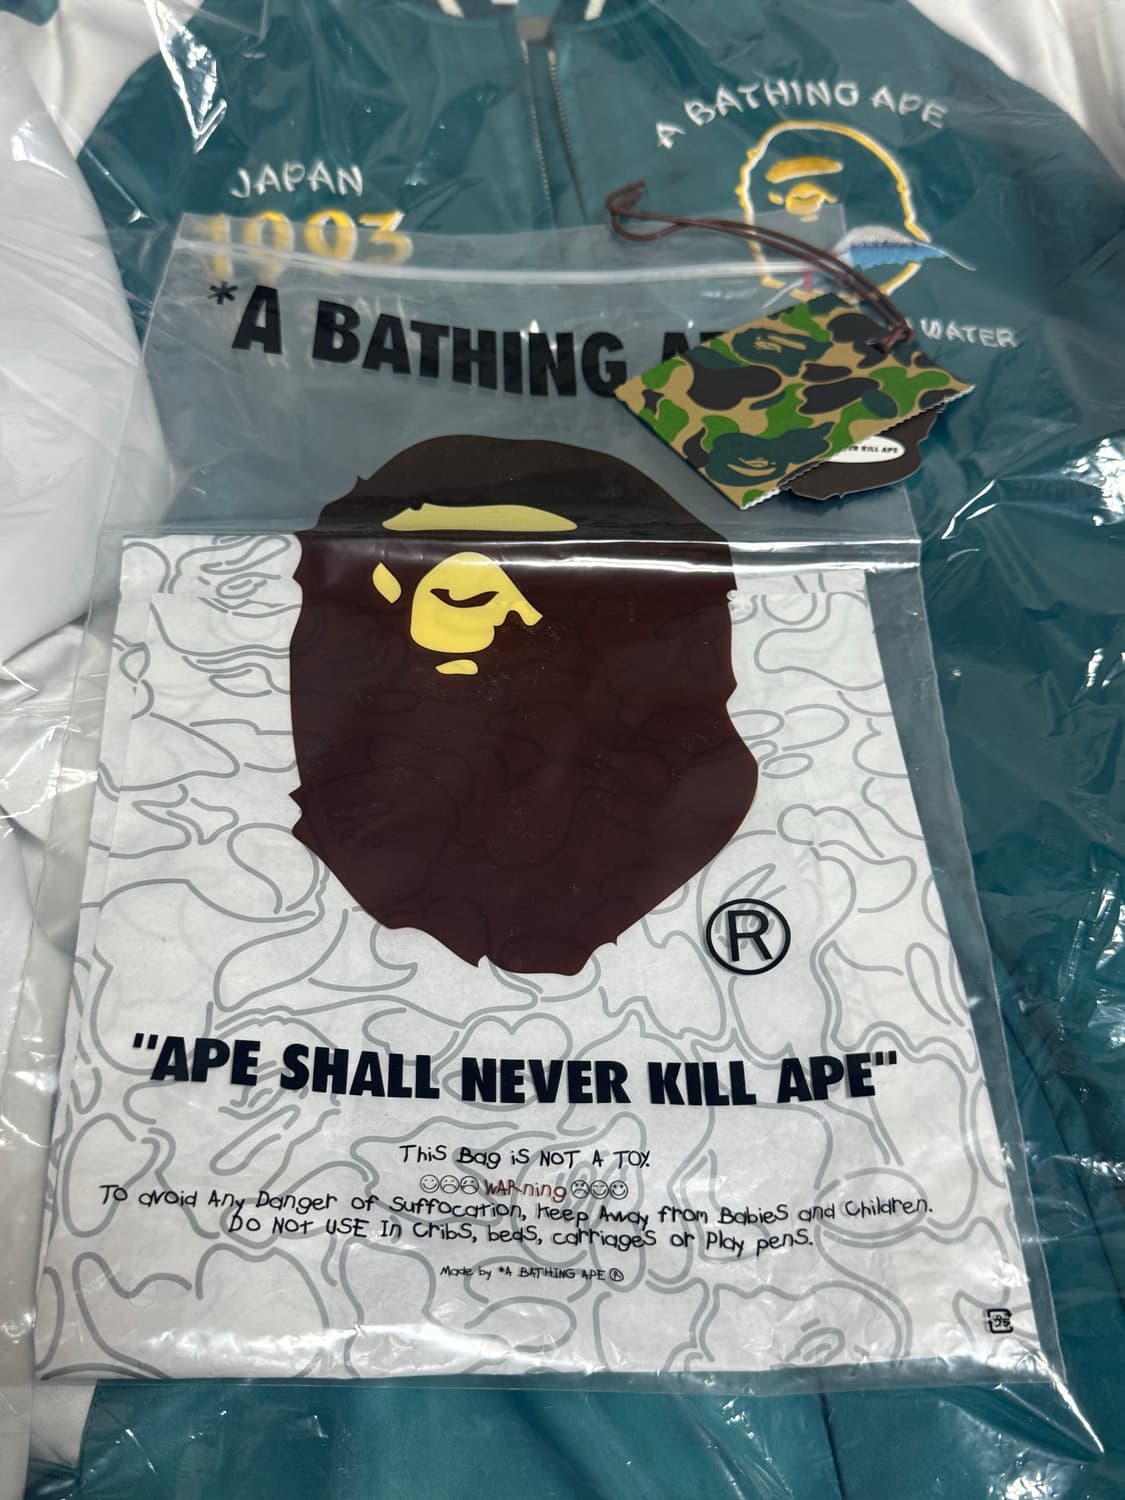 A BATHING APE
JAPAN
1993
WATER
*A BATHING
KILL APE
®
"APE SHALL NEVER KILL APE"
This Bag iS NOT A TOY.
WARning
To avoid Any Danger of Suffocation, Keep Away from Babies and Children.
Do NOT USE In Cribs, beds, carriages or Play pens.
Made by *A BATHING APE ®